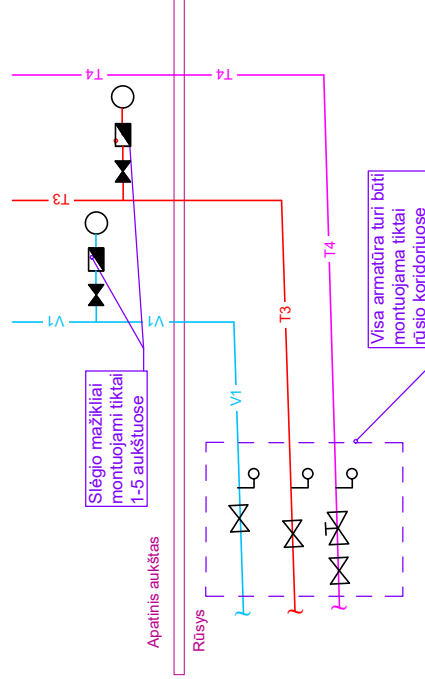 T4
T4
T3
V1
V1
Slėgio mažikliai
montuojami tiktai
1-5 aukštuose
Visa armatūra turi būti
montuojama tiktai
rūsio koridoriuose
T4
T3
V1
Apatinis aukštas
Rūsys